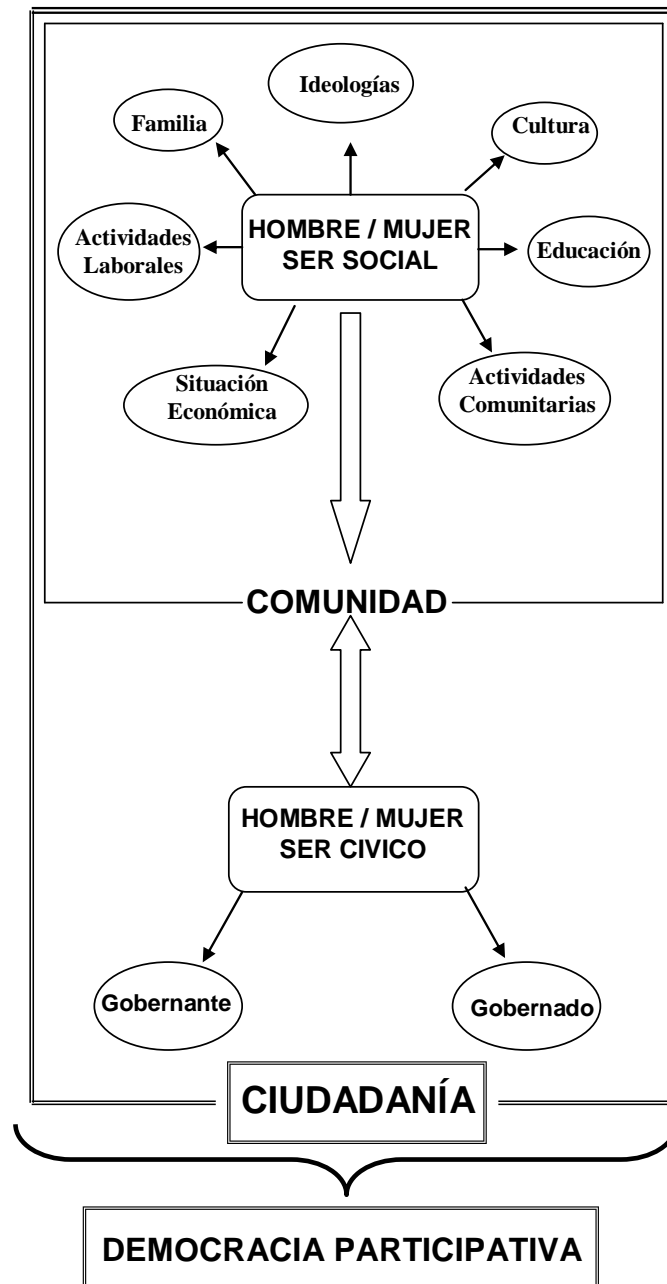 Ideologías
Familia
Cultura
HOMBRE / MUJER
SER SOCIAL
Actividades
Laborales
Educación
Situación
Económica
Actividades
Comunitarias
COMUNIDAD
HOMBRE / MUJER
SER CIVICO
Gobernante
Gobernado
CIUDADANÍA
DEMOCRACIA PARTICIPATIVA